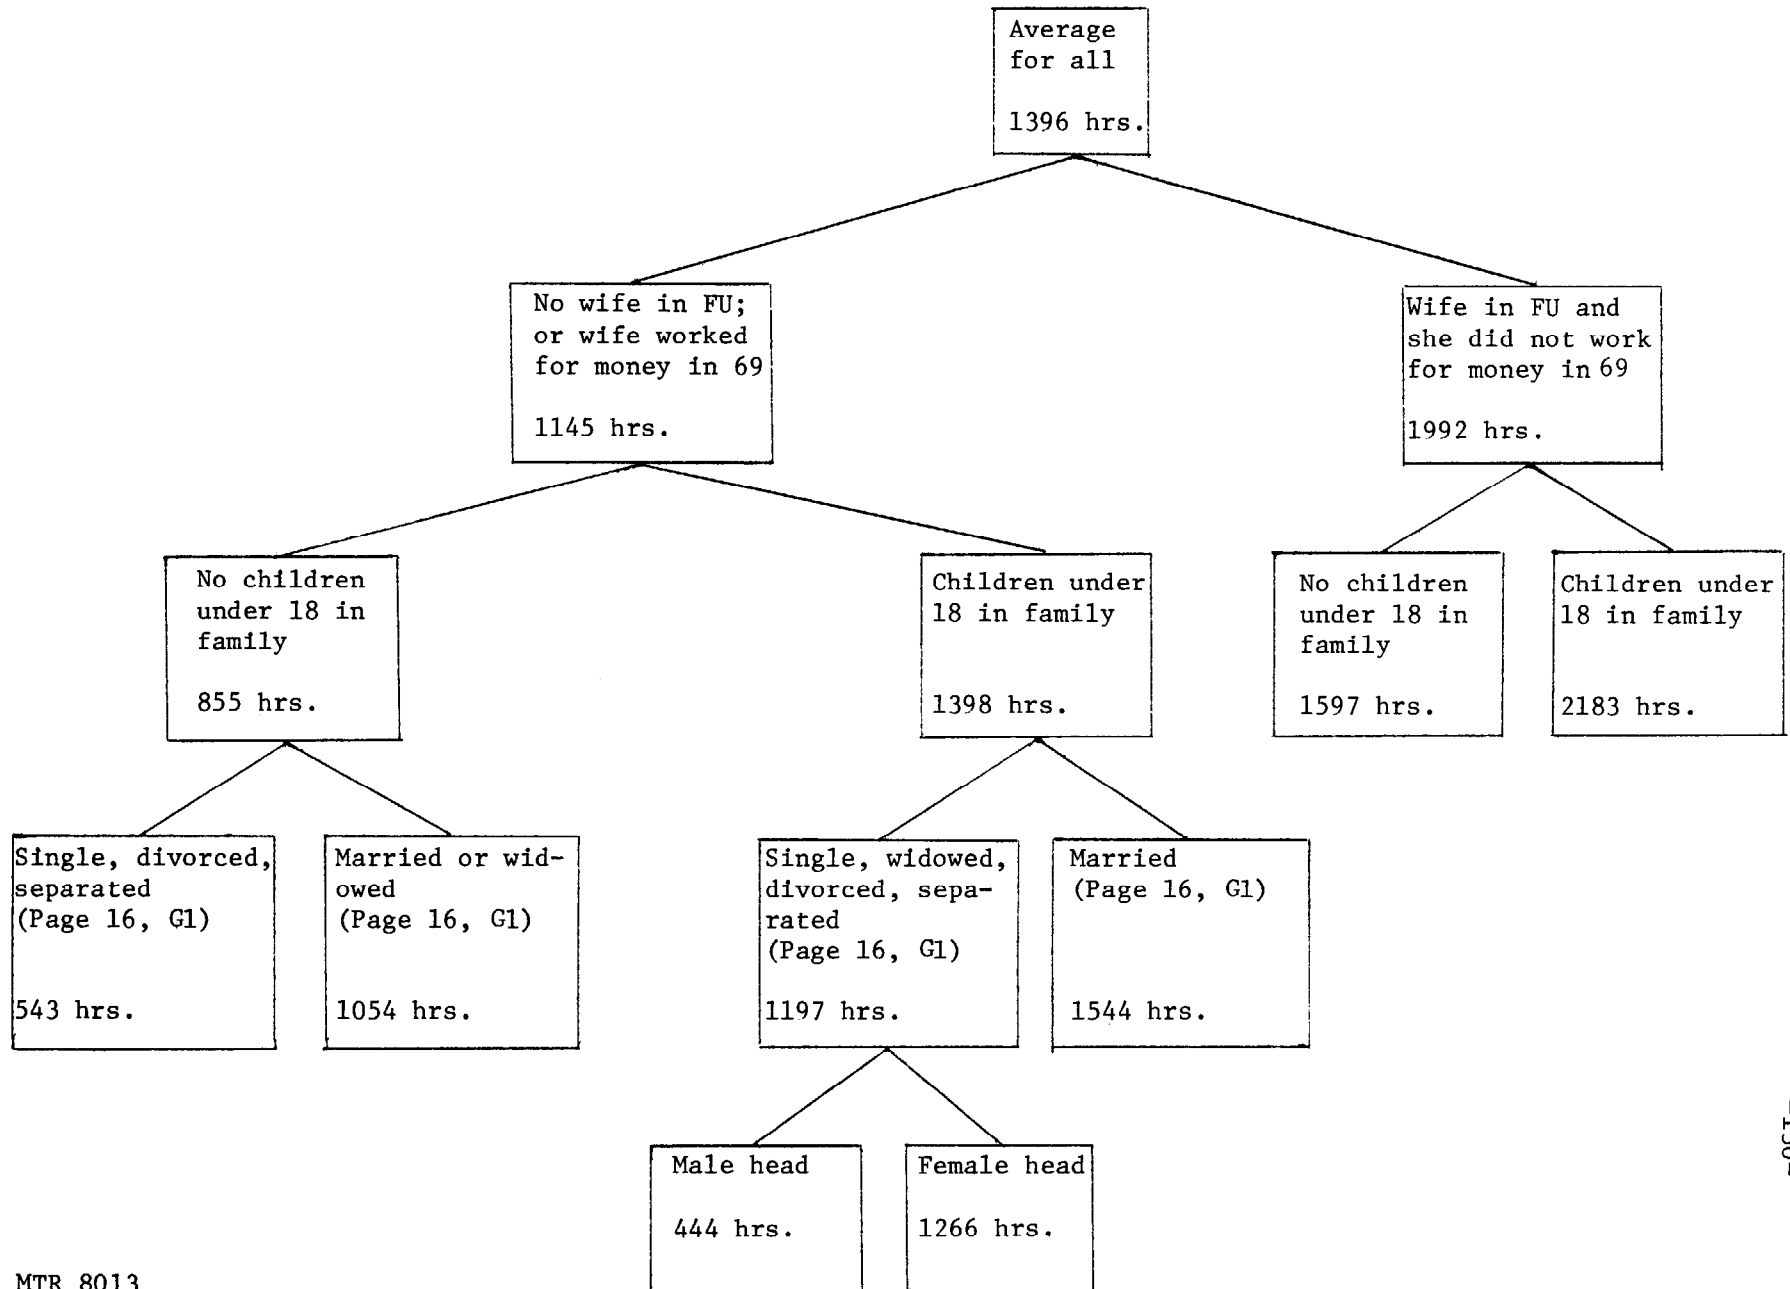 Average
for all
1396 hrs.
No wife in FU;
or wife worked
for money in 69
1145 hrs.
Wife in FU and
she did not work
for money in 69
1992 hrs.
No children
under 18 in
family
855 hrs.
Children under
18 in family
1398 hrs.
No children
under 18 in
family
1597 hrs.
Children under
18 in family
2183 hrs.
Single, divorced,
separated
(Page 16, G1)
543 hrs.
Married or wid-
owed
(Page 16, G1)
1054 hrs.
Single, widowed,
divorced, sepa-
rated
(Page 16, G1)
1197 hrs.
Married
(Page 16, G1)
1544 hrs.
Male head
444 hrs.
Female head
1266 hrs.
MTR 8013